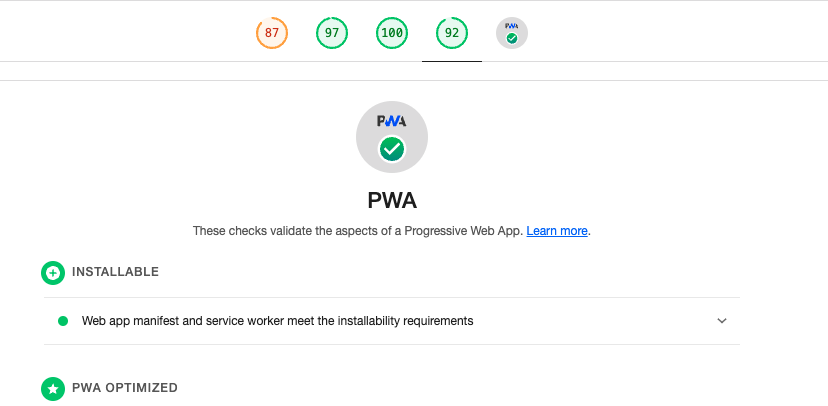 87
97
100
92
PWA
PWA
PWA
These checks validate the aspects of a Progressive Web App. Learn more.
INSTALLABLE
Web app manifest and service worker meet the installability requirements
PWA OPTIMIZED